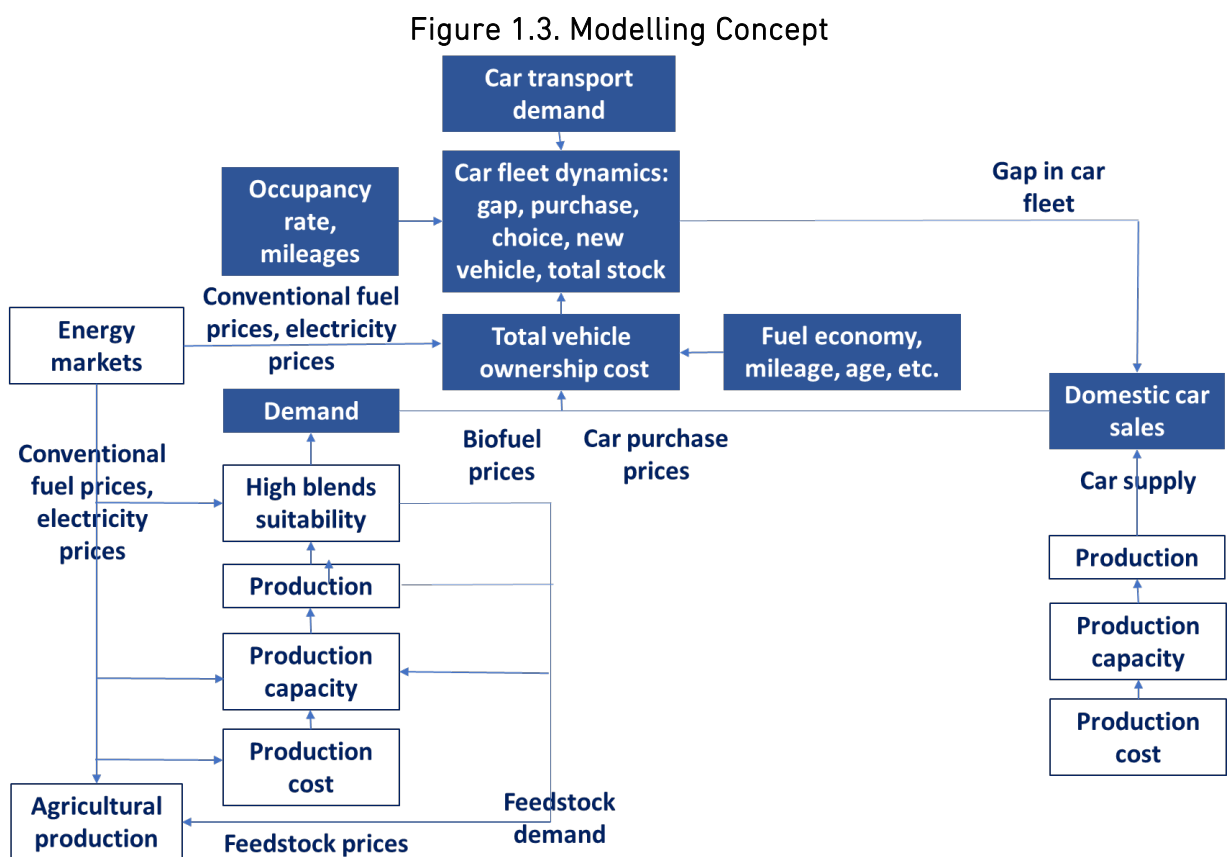 Figure 1.3. Modelling Concept
Car transport
demand
Car fleet dynamics:
gap, purchase,
choice, new
vehicle, total stock
Occupancy
rate,
mileages
Gap in car
fleet
Conventional fuel
prices, electricity
prices
Energy
markets
Total vehicle
ownership cost
Fuel economy,
mileage, age, etc.
Demand
Domestic car
sales
Biofuel
prices
Car purchase
prices
Conventional
fuel prices,
electricity
prices
High blends
suitability
Car supply
Production
Production
Production
capacity
Production
capacity
Production
cost
Production
cost
Agricultural
production
Feedstock
demand
Feedstock prices